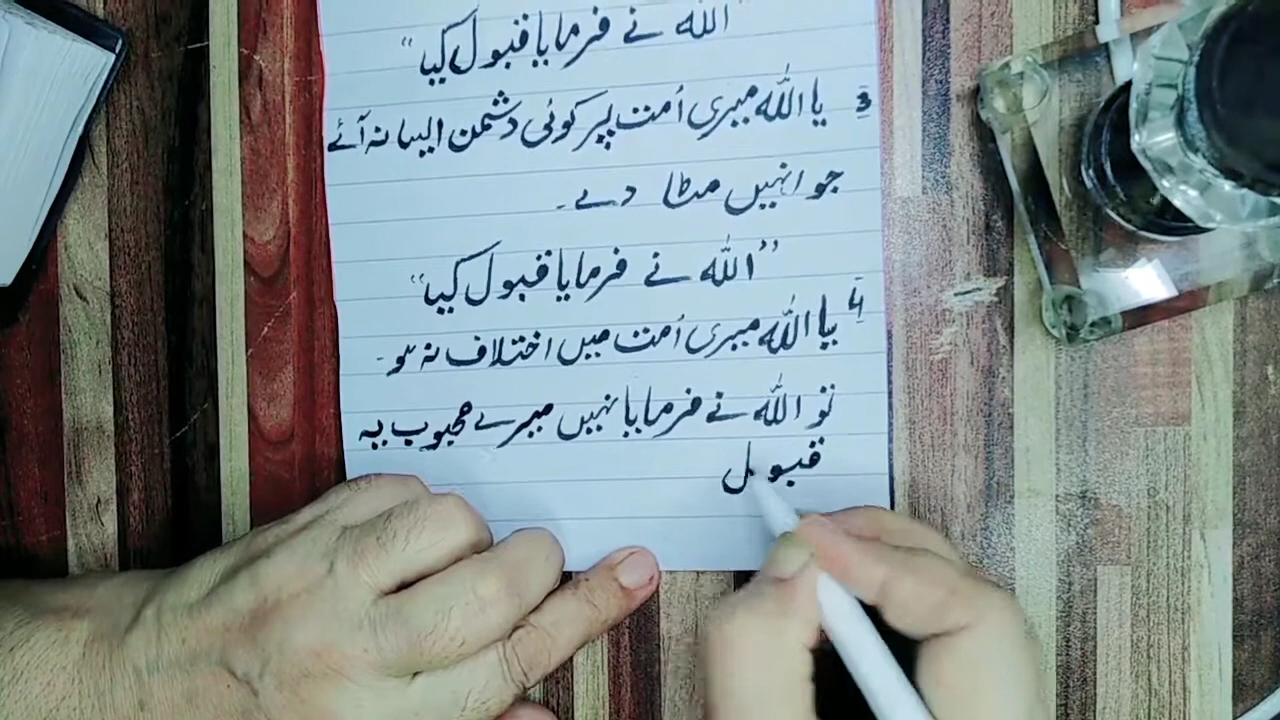 "اللہ نے فرمایا قبول کیا"
3 یا اللہ میری اُمت پر کوئی دشمن ایسا نہ آئے
جو انہیں مٹا دے۔
"اللہ نے فرمایا قبول کیا"
4 یا اللہ میری اُمت میں اختلاف نہ ہو۔
تو اللہ نے فرمایا نہیں میرے محبوب یہ
قبول